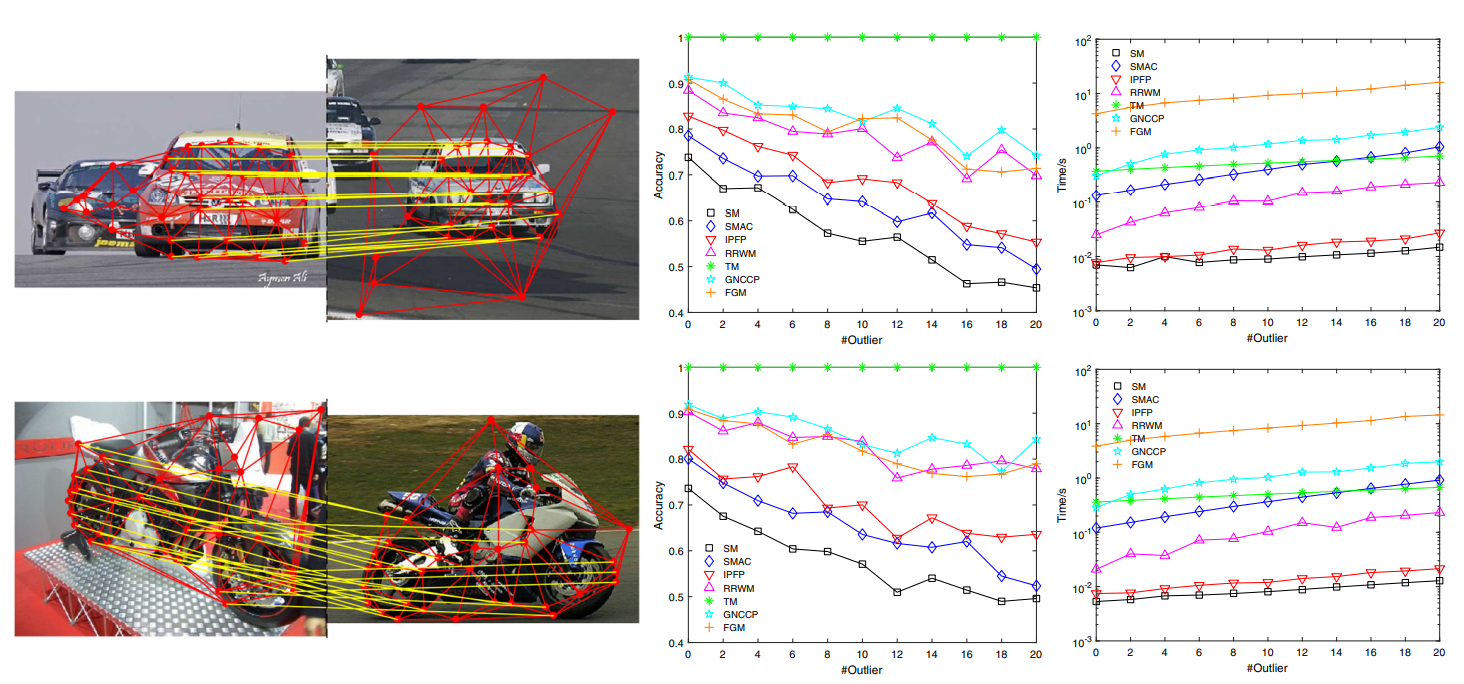 joema
Ayman Ali
Accuracy
1
0.9
0.8
0.7
0.6
0.5
0.4
SM
SMAC
IPFP
RRWM
TM
GNCCP
FGM
0 2 4 6 8 10 12 14 16 18 20
#Outlier
Time/s
10^2
10^1
10^0
10^-1
10^-2
10^-3
SM
SMAC
IPFP
RRWM
TM
GNCCP
FGM
0 2 4 6 8 10 12 14 16 18 20
#Outlier
Accuracy
1
0.9
0.8
0.7
0.6
0.5
0.4
SM
SMAC
IPFP
RRWM
TM
GNCCP
FGM
0 2 4 6 8 10 12 14 16 18 20
#Outlier
Time/s
10^2
10^1
10^0
10^-1
10^-2
10^-3
SM
SMAC
IPFP
RRWM
TM
GNCCP
FGM
0 2 4 6 8 10 12 14 16 18 20
#Outlier